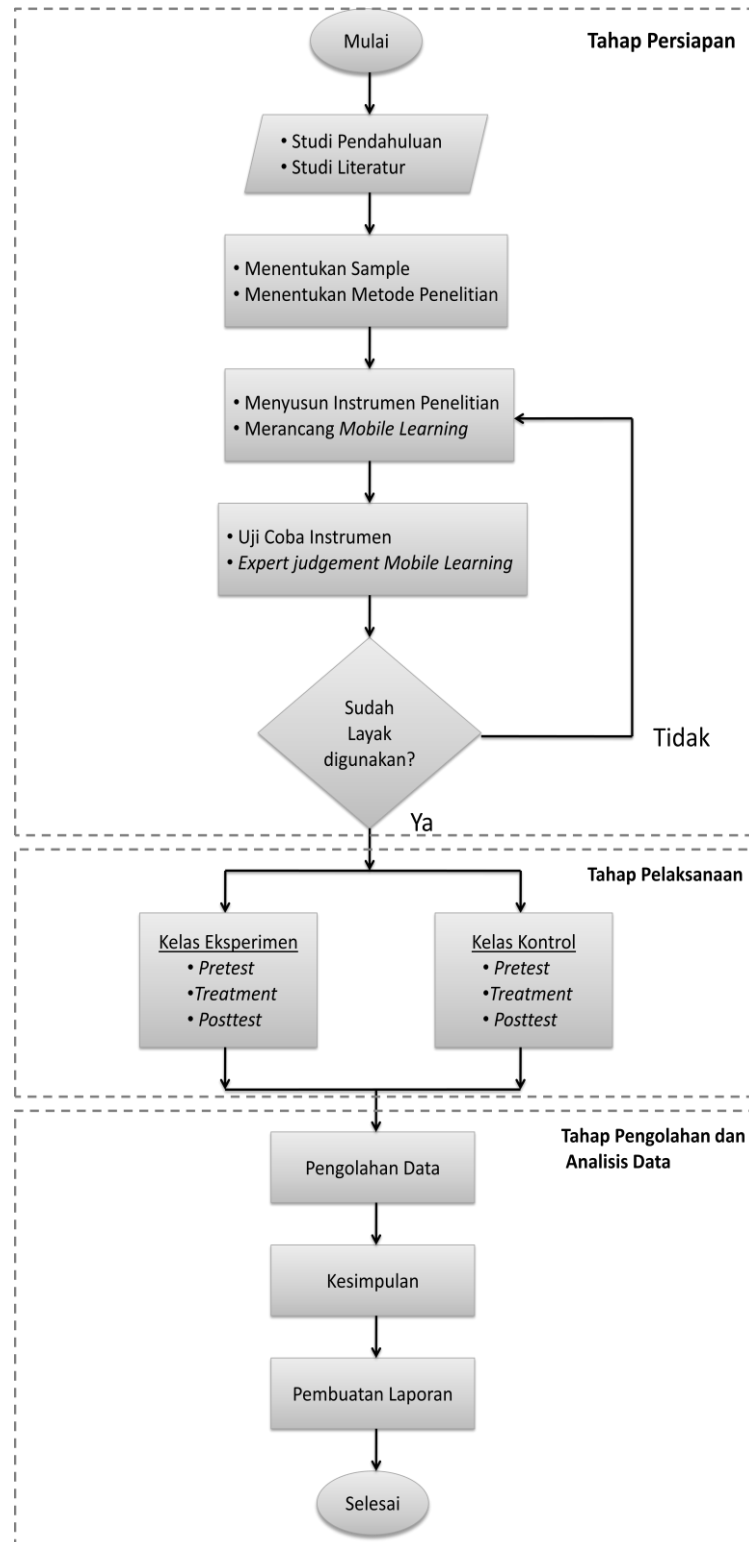 Mulai
Tahap Persiapan
• Studi Pendahuluan
• Studi Literatur
• Menentukan Sample
• Menentukan Metode Penelitian
• Menyusun Instrumen Penelitian
• Merancang Mobile Learning
• Uji Coba Instrumen
• Expert judgement Mobile Learning
Sudah
Layak
digunakan?
Tidak
Ya
Tahap Pelaksanaan
Kelas Eksperimen
• Pretest
•Treatment
• Posttest
Kelas Kontrol
• Pretest
•Treatment
• Posttest
Tahap Pengolahan dan
Analisis Data
Pengolahan Data
Kesimpulan
Pembuatan Laporan
Selesai